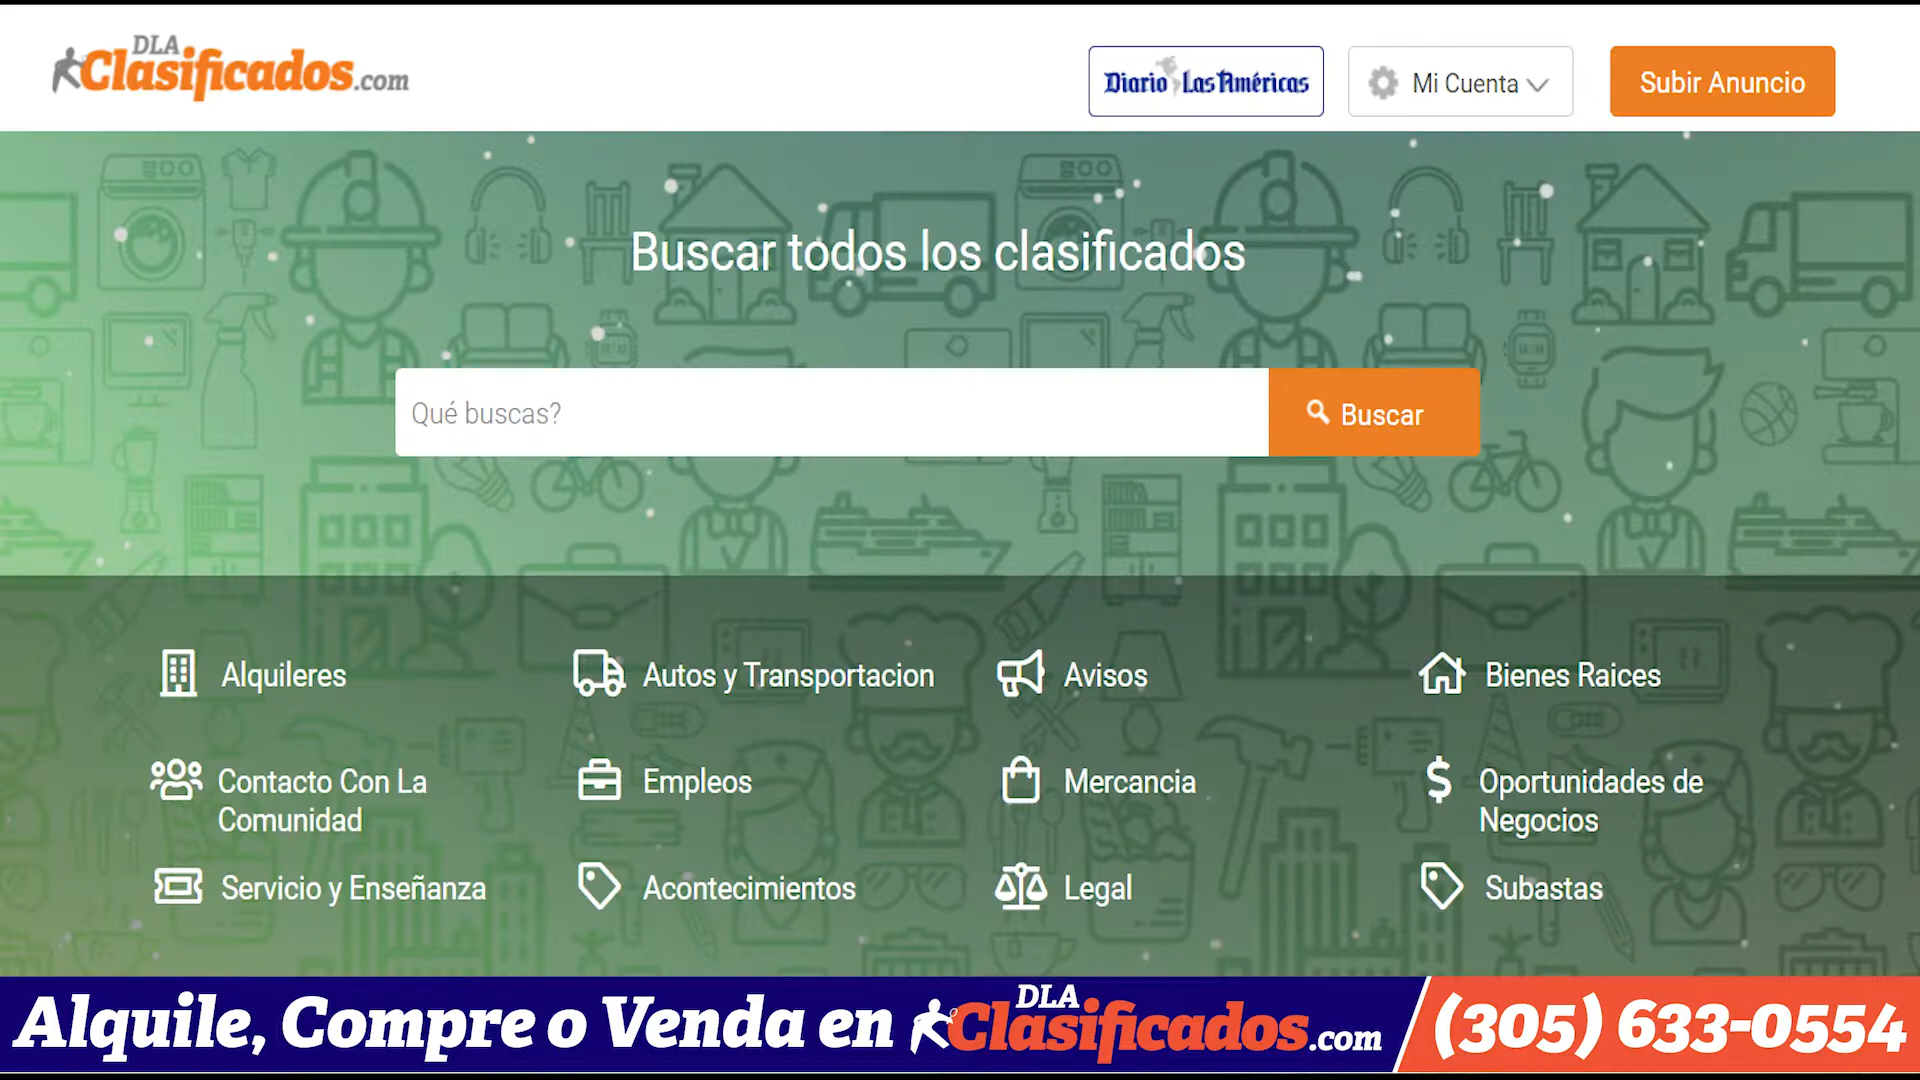 DLA
Clasificados.com
Diario Las Américas
Mi Cuenta
Subir Anuncio
Buscar todos los clasificados
Qué buscas?
Buscar
Alquileres
Autos y Transportacion
Avisos
Bienes Raices
Contacto Con La
Comunidad
Empleos
Mercancia
Oportunidades de
Negocios
Servicio y Enseñanza
Acontecimientos
Legal
Subastas
Alquile, Compre o Venda en DLA Clasificados.com
(305) 633-0554